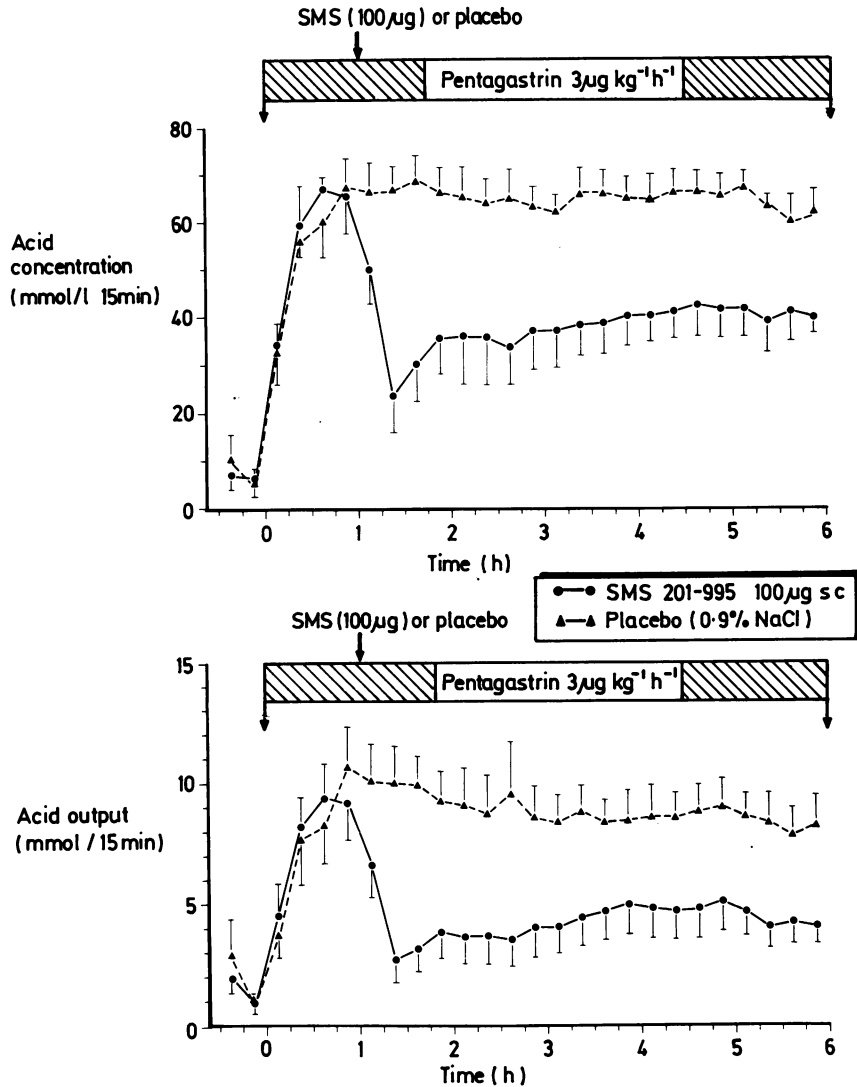 SMS (100µg) or placebo
Pentagastrin 3µg kg⁻¹ h⁻¹
80
60
40
20
0
Acid
concentration
(mmol/l 15min)
0 1 2 3 4 5 6
Time (h)
SMS 201-995 100µg s c
Placebo (0·9% NaCl)
SMS (100µg) or placebo
Pentagastrin 3µg kg⁻¹ h⁻¹
15
10
5
0
Acid output
(mmol / 15min)
0 1 2 3 4 5 6
Time (h)